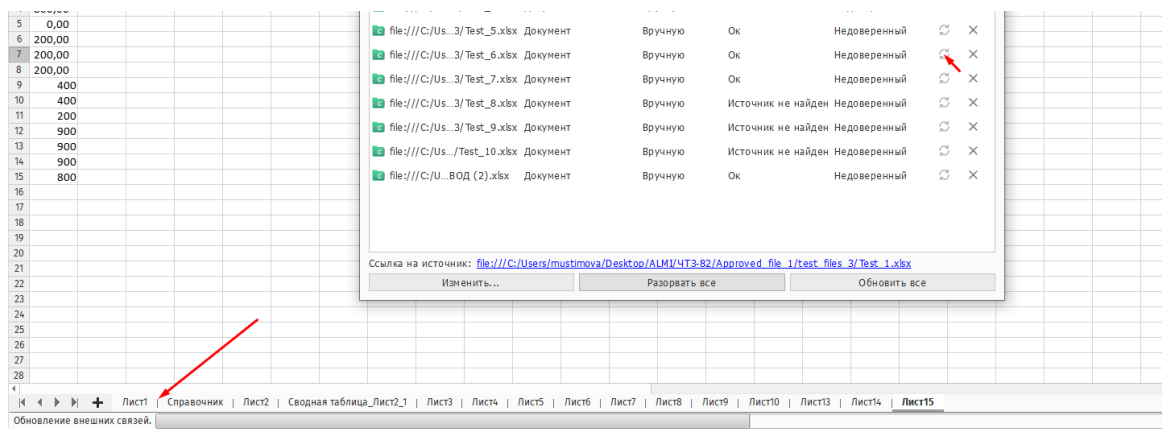 5 0,00
file:///C:/Us...3/Test_5.xlsx Документ Вручную Ок Недоверенный
6 200,00
7 200,00
file:///C:/Us...3/Test_6.xlsx Документ Вручную Ок Недоверенный
8 200,00
file:///C:/Us...3/Test_7.xlsx Документ Вручную Ок Недоверенный
9 400
10 400
file:///C:/Us...3/Test_8.xlsx Документ Вручную Источник не найден Недоверенный
11 200
12 900
file:///C:/Us...3/Test_9.xlsx Документ Вручную Источник не найден Недоверенный
13 900
file:///C:/Us.../Test_10.xlsx Документ Вручную Источник не найден Недоверенный
14 900
15 800
file:///C:/U...ВОД (2).xlsx Документ Вручную Ок Недоверенный
16
17
18
19
20
21
Ссылка на источник: file:///C:/Users/mustimova/Desktop/ALMI/ЧТЗ-82/Approved_file_1/test_files_3/Test_1.xlsx
22
Изменить... Разорвать все Обновить все
23
24
25
26
27
28
Лист1 | Справочник | Лист2 | Сводная таблица_Лист2_1 | Лист3 | Лист4 | Лист5 | Лист6 | Лист7 | Лист8 | Лист9 | Лист10 | Лист13 | Лист14 | Лист15
Обновление внешних связей.